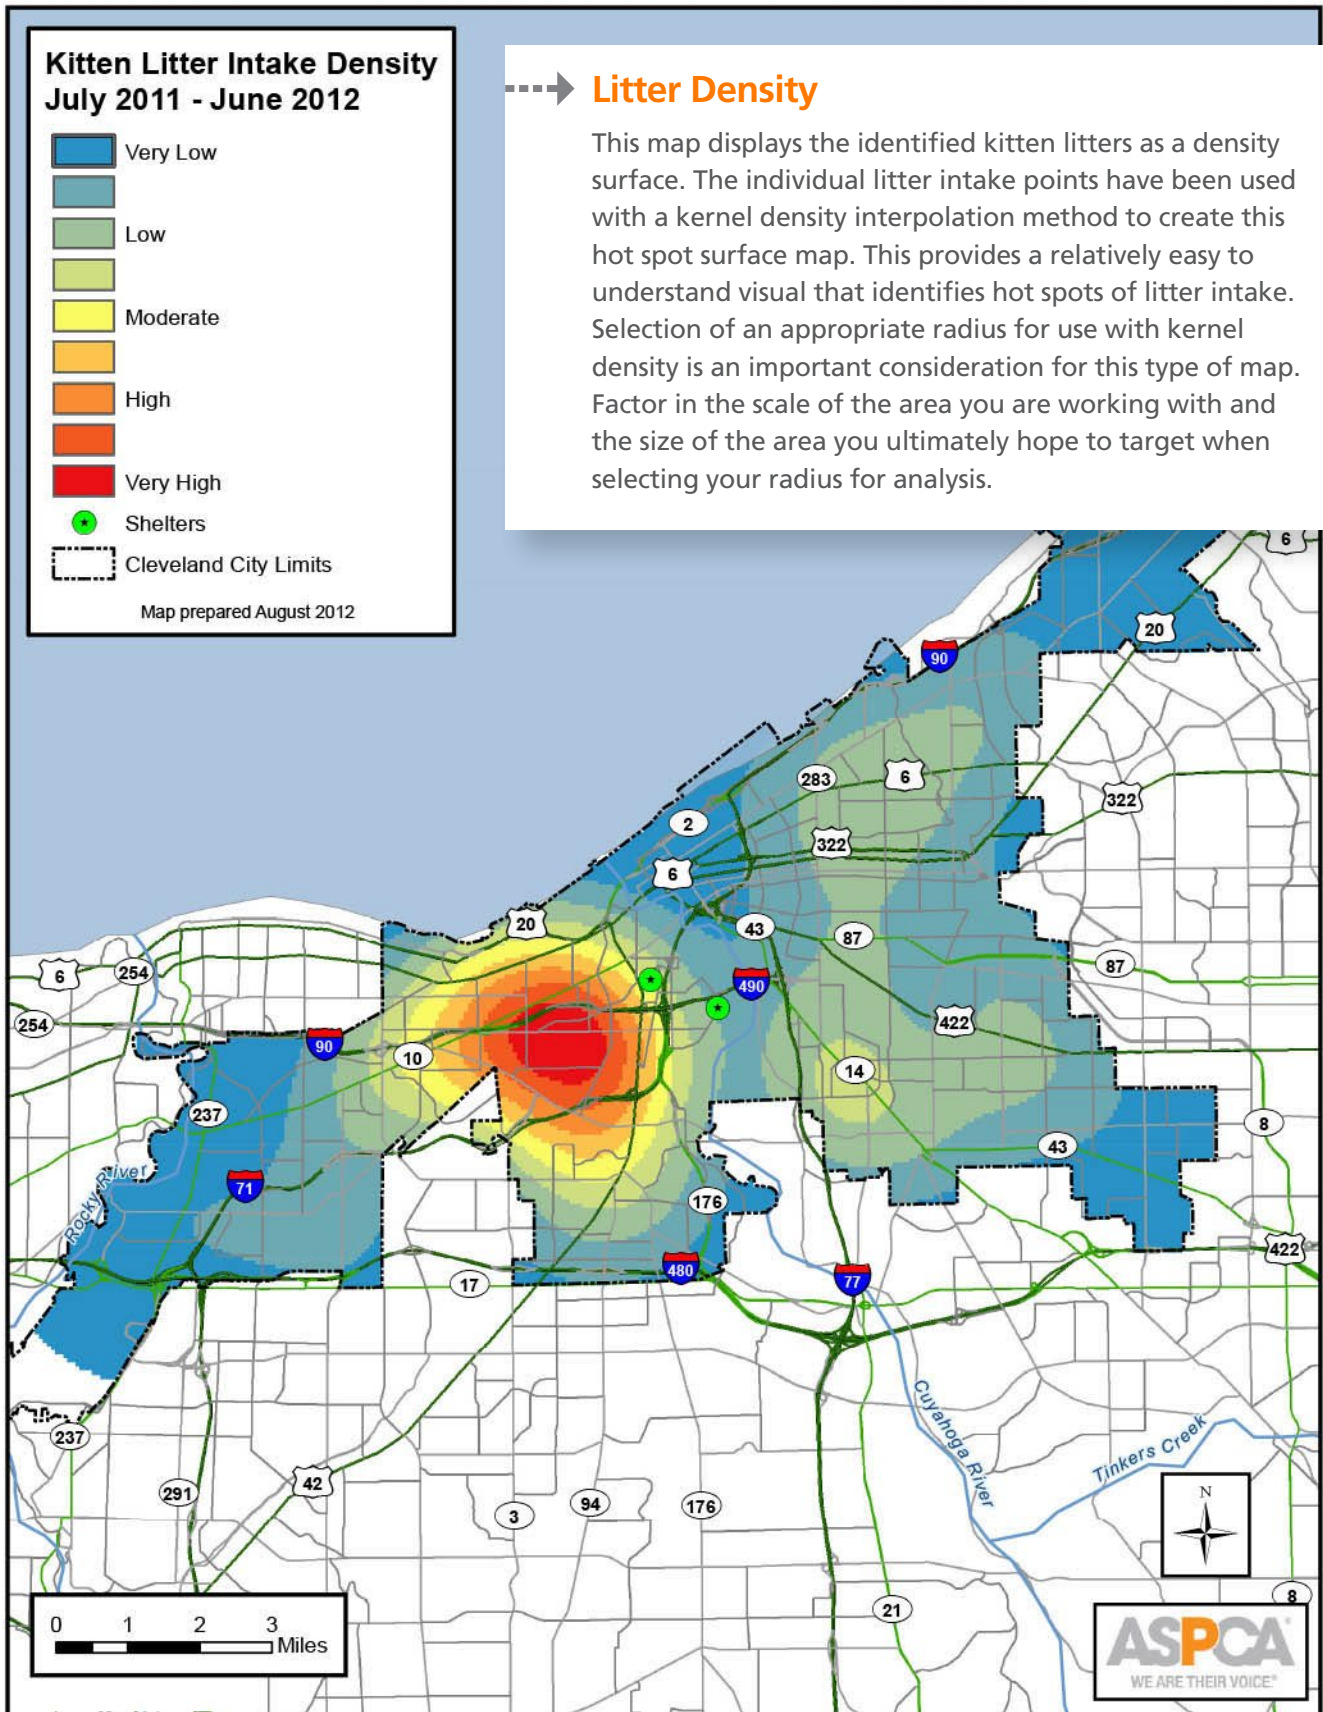 Kitten Litter Intake Density
July 2011 - June 2012
Very Low
Low
Moderate
High
Very High
Shelters
Cleveland City Limits
Map prepared August 2012
Litter Density
This map displays the identified kitten litters as a density
surface. The individual litter intake points have been used
with a kernel density interpolation method to create this
hot spot surface map. This provides a relatively easy to
understand visual that identifies hot spots of litter intake.
Selection of an appropriate radius for use with kernel
density is an important consideration for this type of map.
Factor in the scale of the area you are working with and
the size of the area you ultimately hope to target when
selecting your radius for analysis.
6
20
90
283
6
322
2
322
6
20
43
87
6
254
87
490
254
422
90
10
14
237
8
43
71
176
Rocky River
422
480
77
17
Cuyahoga River
237
Tinkers Creek
42
291
N
94
176
3
8
21
0 1 2 3
Miles
ASPCA®
WE ARE THEIR VOICE®